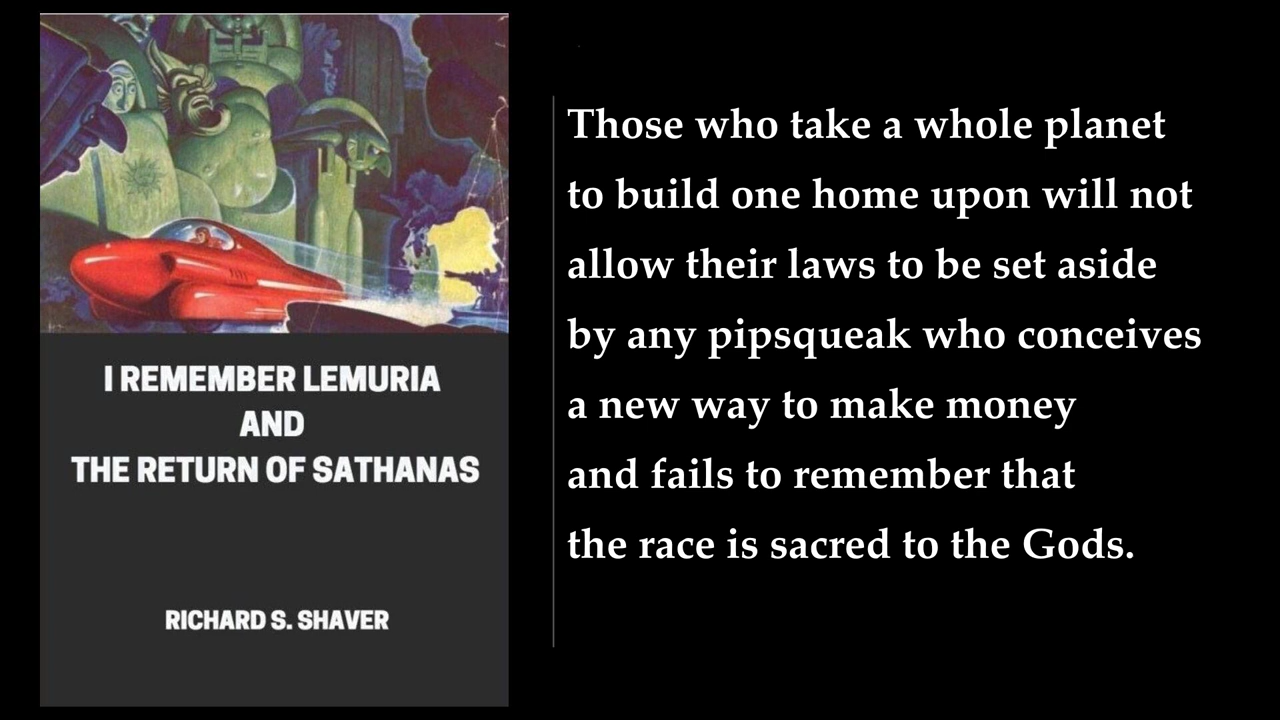 I REMEMBER LEMURIA
AND
THE RETURN OF SATHANAS
RICHARD S. SHAVER
Those who take a whole planet
to build one home upon will not
allow their laws to be set aside
by any pipsqueak who conceives
a new way to make money
and fails to remember that
the race is sacred to the Gods.